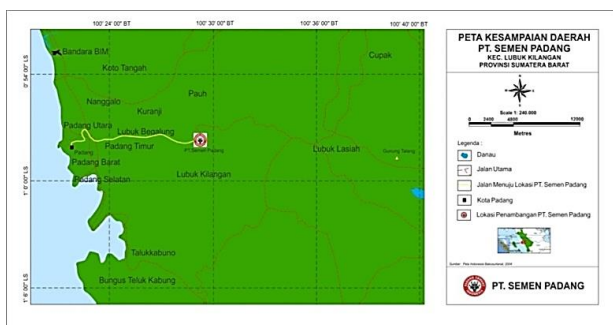 100° 24' 00" BT
100° 30' 00" BT
100° 36' 00" BT
100° 40' 00" BT
Bandara BIM
0° 54' 00" LS
Koto Tangah
Cupak
Pauh
Nanggalo
Kuranji
Padang Utara
Lubuk Begalung
Padang
Padang Timur
PT Semen Padang
Lubuk Lasiah
Gunung Talang
Padang Barat
Padang Selatan
Lubuk Kilangan
1° 0' 00" LS
Talukkabuno
Bungus Teluk Kabung
1° 6' 00" LS
PETA KESAMPAIAN DAERAH
PT. SEMEN PADANG
KEC. LUBUK KILANGAN
PROVINSI SUMATERA BARAT
Scale 1: 240.000
0 2400 4800 12000
Metres
Legenda :
Danau
Jalan Utama
Jalan Menuju Lokasi PT. Semen Padang
Kota Padang
Lokasi Penambangan PT. Semen Padang
PT. SEMEN PADANG